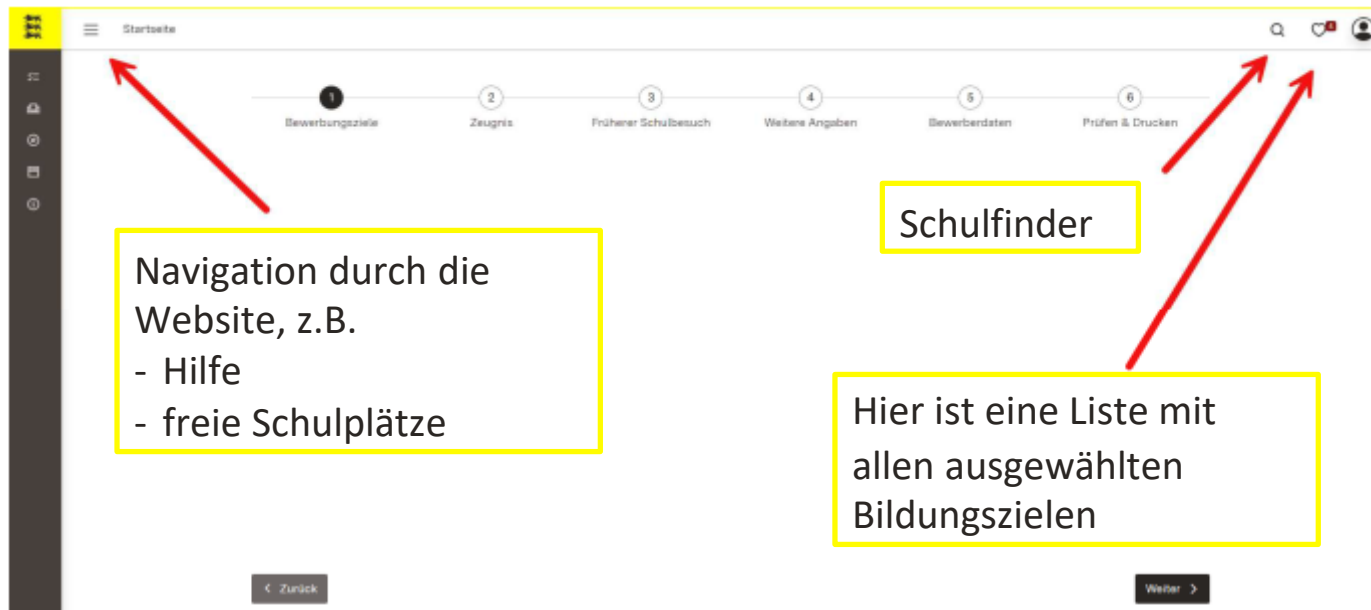 Startseite
1 2 3 4 5 6
Bewerbungsziele Zeugnis Früherer Schulbesuch Weitere Angaben Bewerberdaten Prüfen & Drucken
Schulfinder
Navigation durch die
Website, z.B.
- Hilfe
- freie Schulplätze
Hier ist eine Liste mit
allen ausgewählten
Bildungszielen
< Zurück
Weiter >